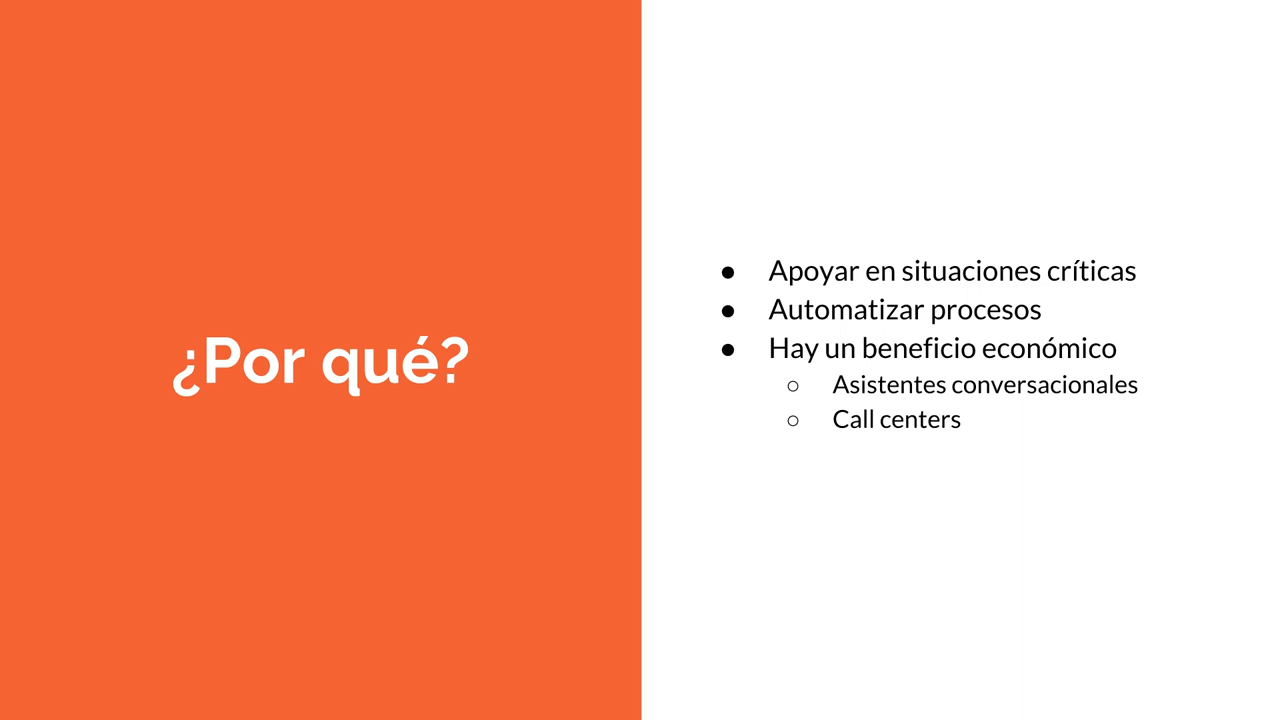 ¿Por qué?
● Apoyar en situaciones críticas
● Automatizar procesos
● Hay un beneficio económico
○ Asistentes conversacionales
○ Call centers